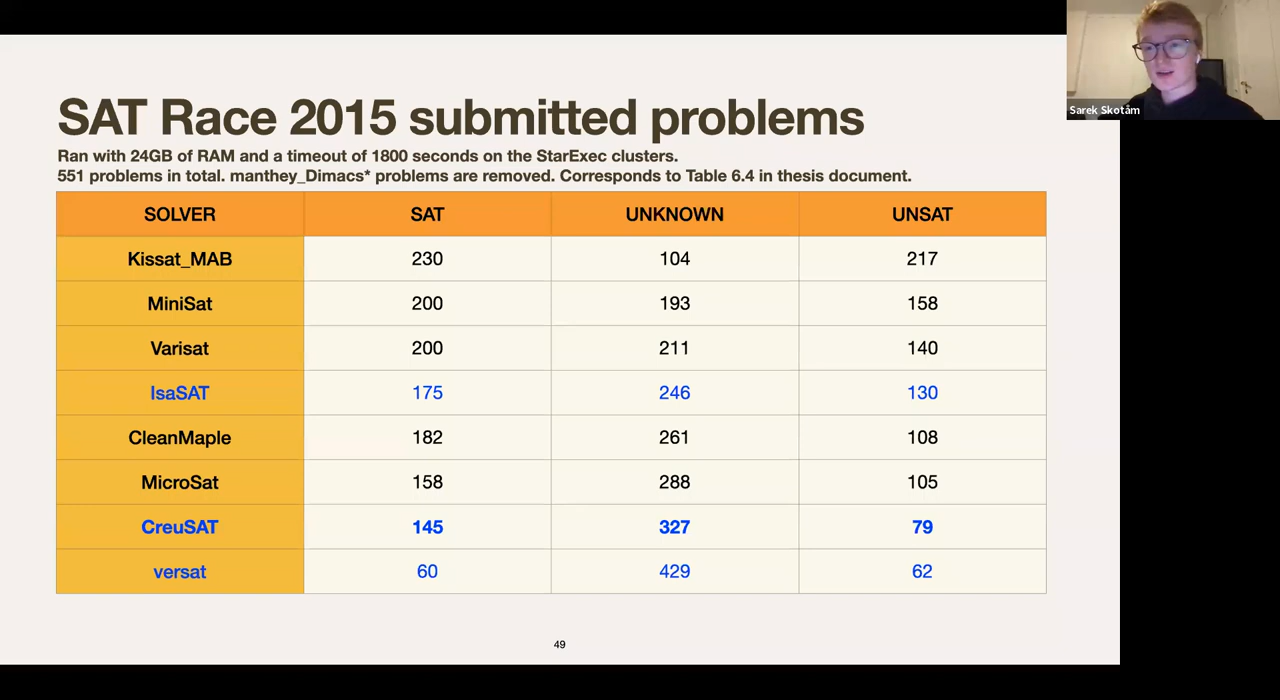 SAT Race 2015 submitted problems
Ran with 24GB of RAM and a timeout of 1800 seconds on the StarExec clusters.
551 problems in total. manthey_Dimacs* problems are removed. Corresponds to Table 6.4 in thesis document.
SOLVER SAT UNKNOWN UNSAT
Kissat_MAB 230 104 217
MiniSat 200 193 158
Varisat 200 211 140
IsaSAT 175 246 130
CleanMaple 182 261 108
MicroSat 158 288 105
CreuSAT 145 327 79
versat 60 429 62
49
Sarek Skotåm